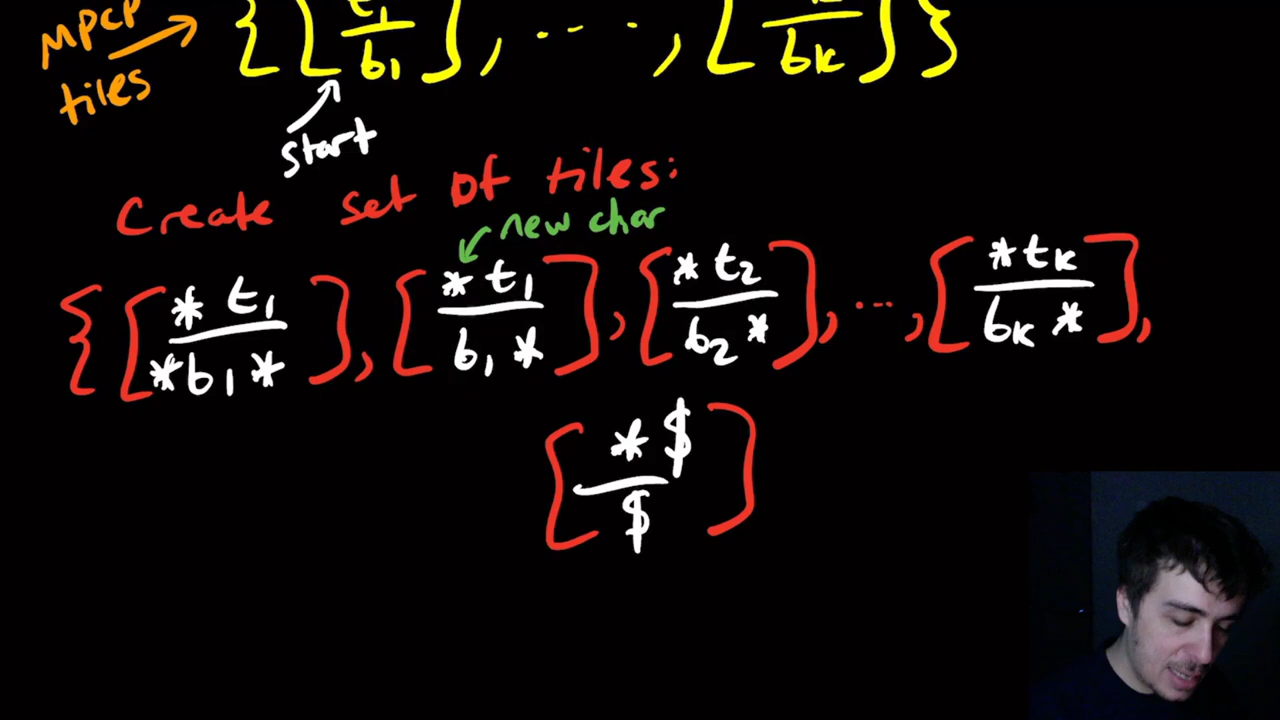 MPCP tiles
{ [ t1 / b1 ], ..., [ / bk ] }
start
Create set of tiles:
new char
{ [ * t1 / *b1* ], [ * t1 / b1 * ], [ * t2 / b2 * ], ..., [ * tk / bk * ],
[ *$ / $ ]